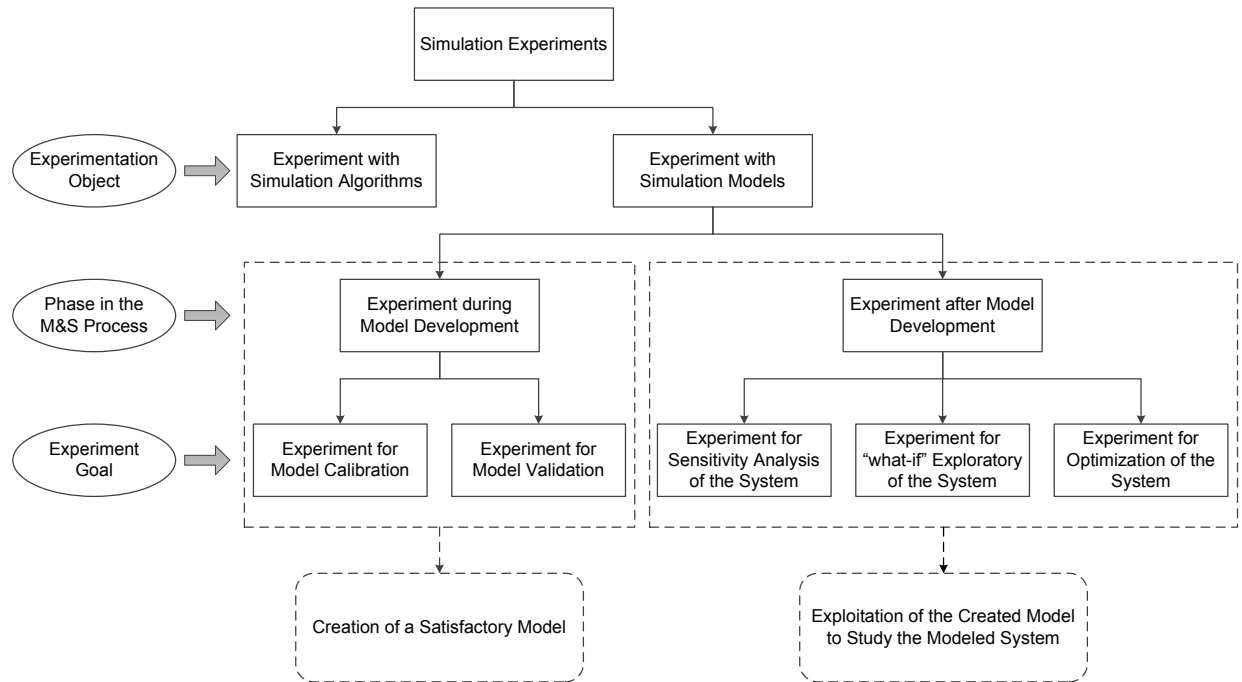 Simulation Experiments
Experimentation
Object
Experiment with
Simulation Algorithms
Experiment with
Simulation Models
Phase in the
M&S Process
Experiment during
Model Development
Experiment after Model
Development
Experiment
Goal
Experiment for
Model Calibration
Experiment for
Model Validation
Experiment for
Sensitivity Analysis
of the System
Experiment for
“what-if” Exploratory
of the System
Experiment for
Optimization of the
System
Creation of a Satisfactory Model
Exploitation of the Created Model
to Study the Modeled System